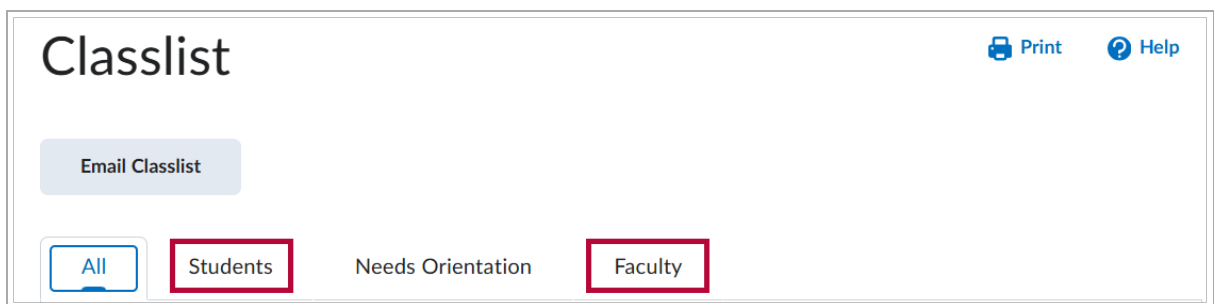 Classlist
Print
Help
Email Classlist
All
Students
Needs Orientation
Faculty